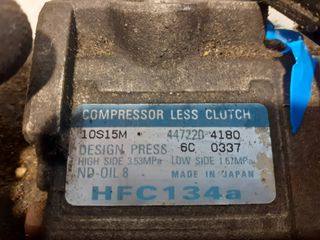 COMPRESSOR LESS CLUTCH
10S15M 447220-4180
DESIGN PRESS 6C 0337
HIGH SIDE 3.53MPa LOW SIDE 1.67MPa
ND-OIL 8 MADE IN JAPAN
HFC134a